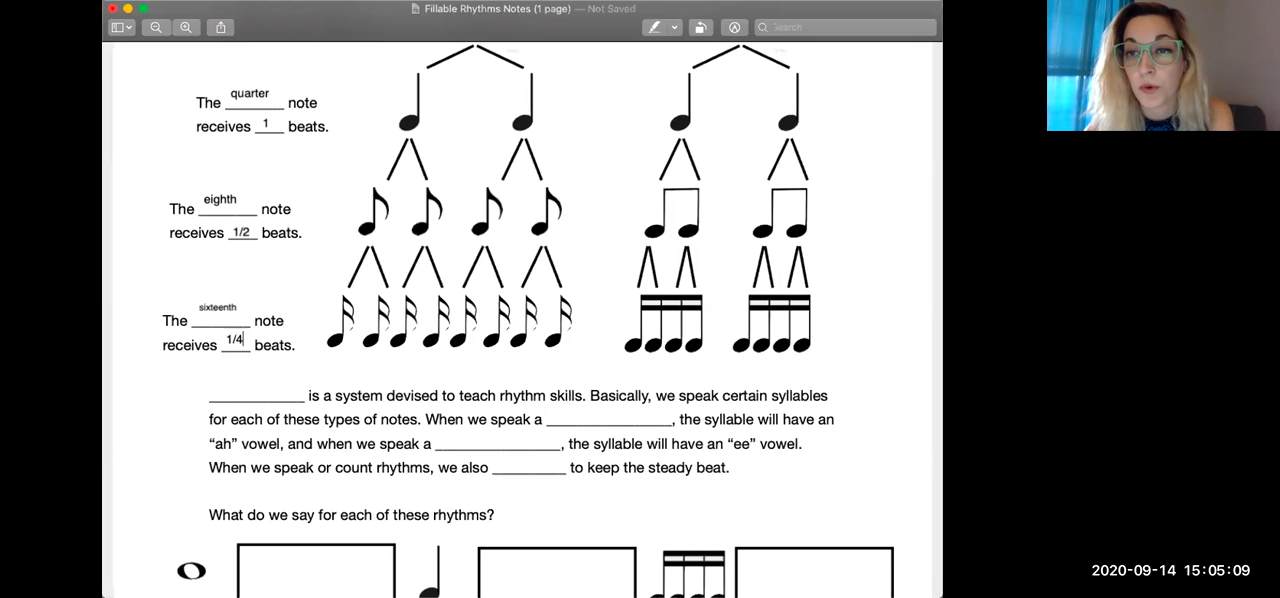 Fillable Rhythms Notes (1 page) — Not Saved
Search
The quarter note
receives 1 beats.
The eighth note
receives 1/2 beats.
The sixteenth note
receives 1/4 beats.
____________ is a system devised to teach rhythm skills. Basically, we speak certain syllables
for each of these types of notes. When we speak a ________________, the syllable will have an
“ah” vowel, and when we speak a ________________, the syllable will have an “ee” vowel.
When we speak or count rhythms, we also _________ to keep the steady beat.
What do we say for each of these rhythms?
2020-09-14 15:05:09